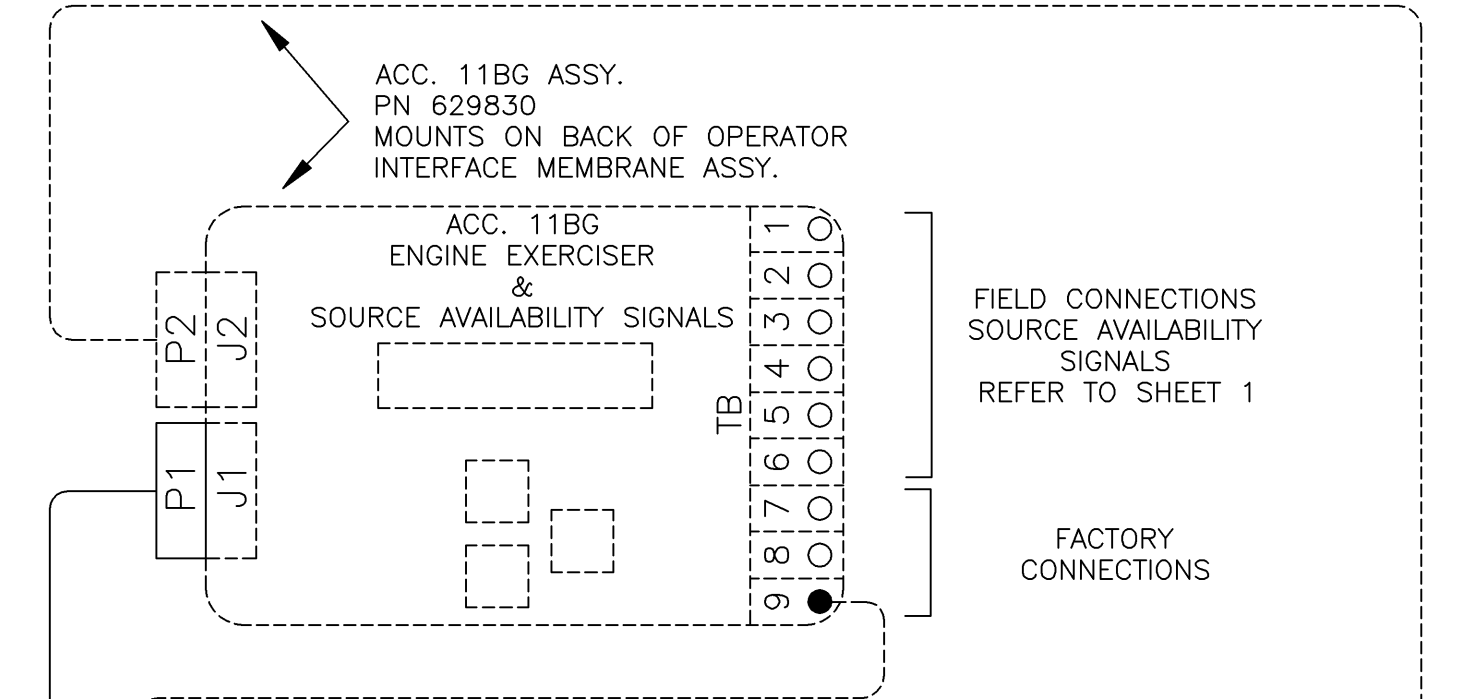 ACC. 11BG ASSY.
PN 629830
MOUNTS ON BACK OF OPERATOR
INTERFACE MEMBRANE ASSY.
ACC. 11BG
ENGINE EXERCISER
&
SOURCE AVAILABILITY SIGNALS
P2
J2
P1
J1
TB
1
2
3
4
5
6
7
8
9
FIELD CONNECTIONS
SOURCE AVAILABILITY
SIGNALS
REFER TO SHEET 1
FACTORY
CONNECTIONS